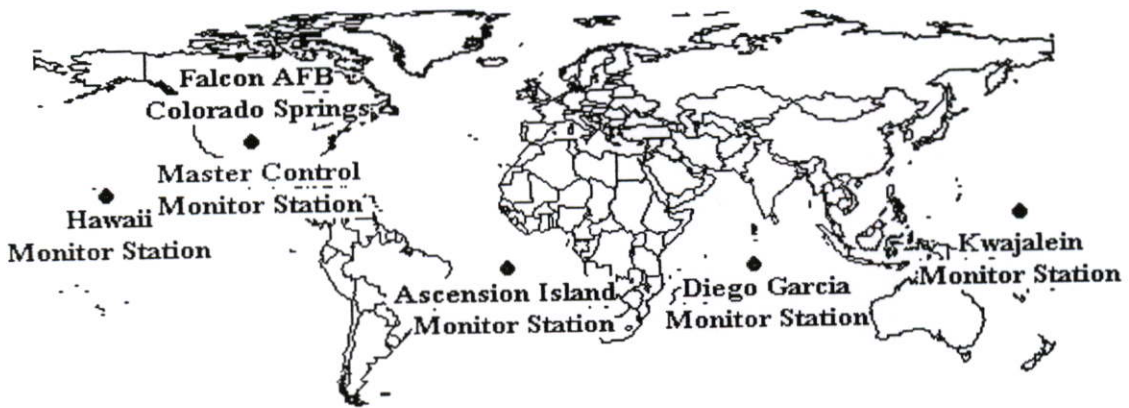 Falcon AFB
Colorado Springs
Master Control
Monitor Station
Hawaii
Monitor Station
Ascension Island
Monitor Station
Diego Garcia
Monitor Station
Kwajalein
Monitor Station